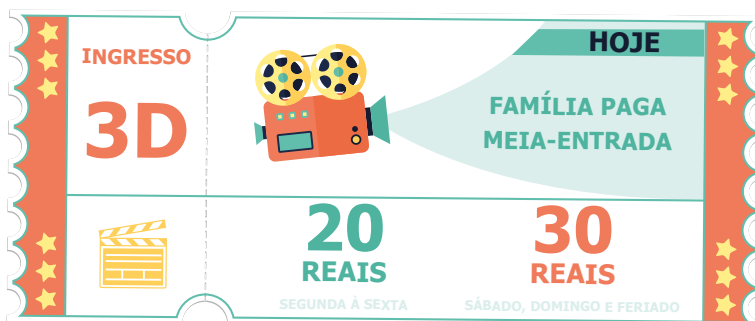 INGRESSO
3D
HOJE
FAMÍLIA PAGA
MEIA-ENTRADA
20
REAIS
SEGUNDA À SEXTA
30
REAIS
SÁBADO, DOMINGO E FERIADO